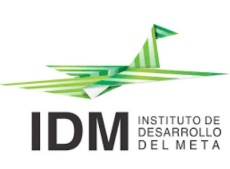 IDM
INSTITUTO DE
DESARROLLO
DEL META